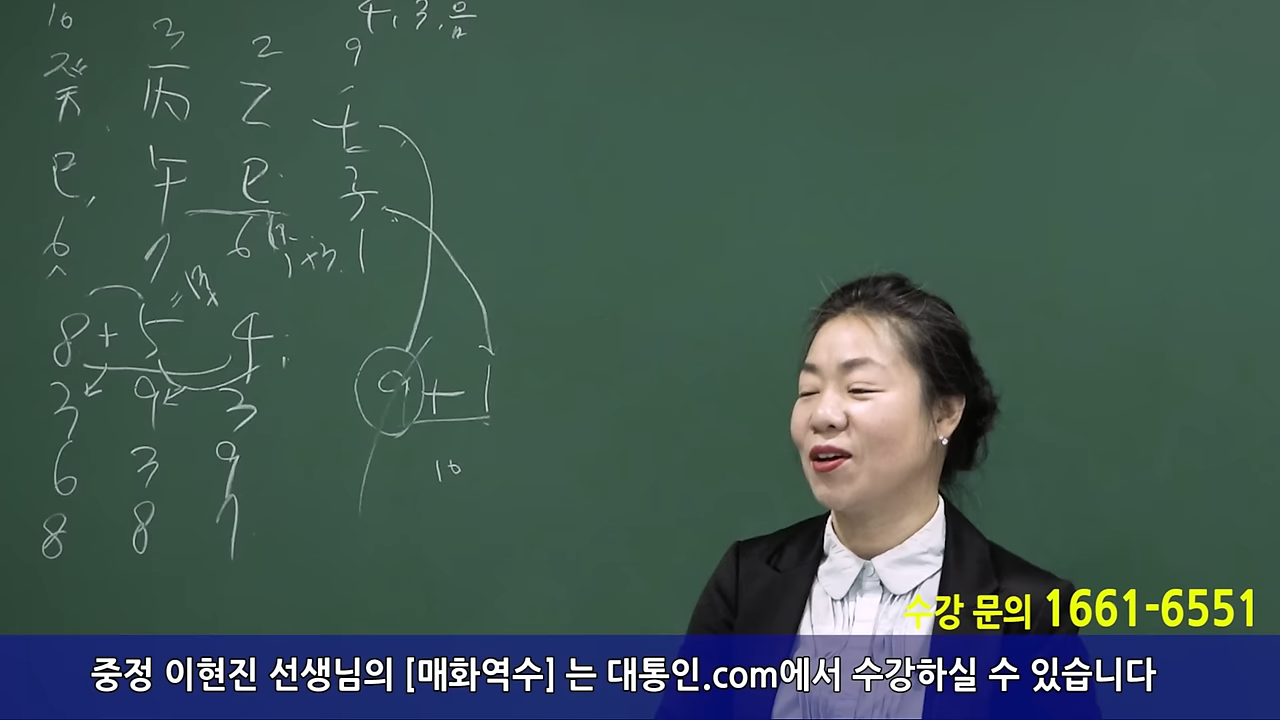 10 3 2 9 4, 3, 음
癸 丙 乙 壬
巳, 午 巳 子
6 7 6 1
8 + 5 4
3 9 3 9 + 1
6 3 9 10
8 8 7
수강 문의 1661-6551
중정 이현진 선생님의 [매화역수] 는 대통인.com에서 수강하실 수 있습니다